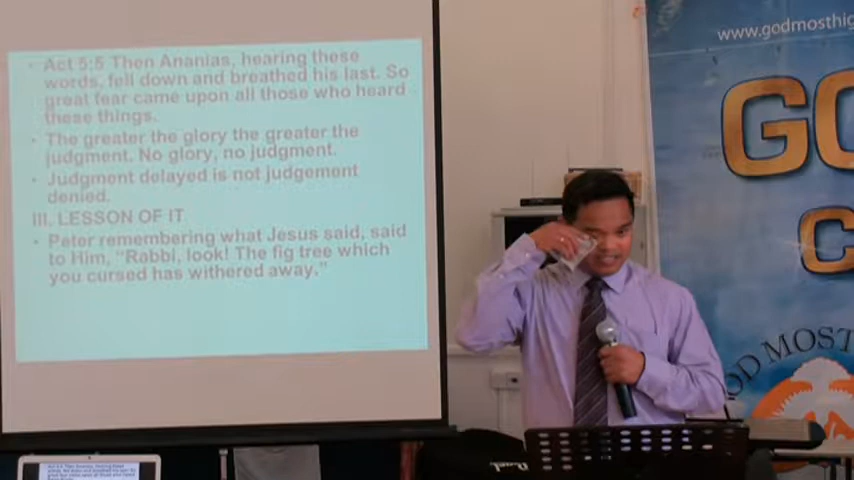 • Act 5:5 Then Ananias, hearing these
words, fell down and breathed his last. So
great fear came upon all those who heard
these things.
• The greater the glory the greater the
judgment. No glory, no judgment.
• Judgment delayed is not judgement
denied.
III. LESSON OF IT
• Peter remembering what Jesus said, said
to Him, “Rabbi, look! The fig tree which
you cursed has withered away.”
www.godmosthig
GO
C
OD MOST
Pearl